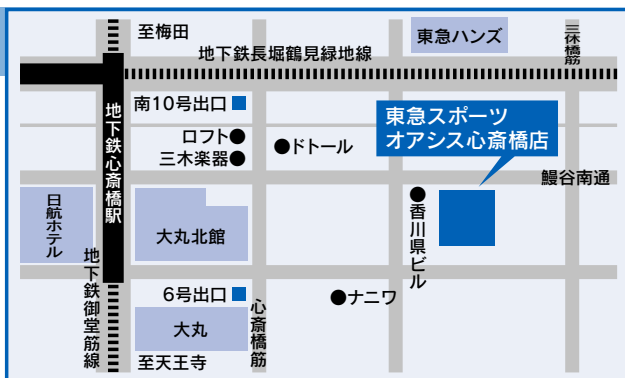 至梅田
地下鉄長堀鶴見緑地線
東急ハンズ
三休橋筋
南10号出口
ロフト
三木楽器
ドトール
東急スポーツ
オアシス心斎橋店
鰻谷南通
地下鉄心斎橋駅
日航ホテル
大丸北館
香川県ビル
地下鉄御堂筋線
6号出口
ナニワ
大丸
心斎橋筋
至天王寺